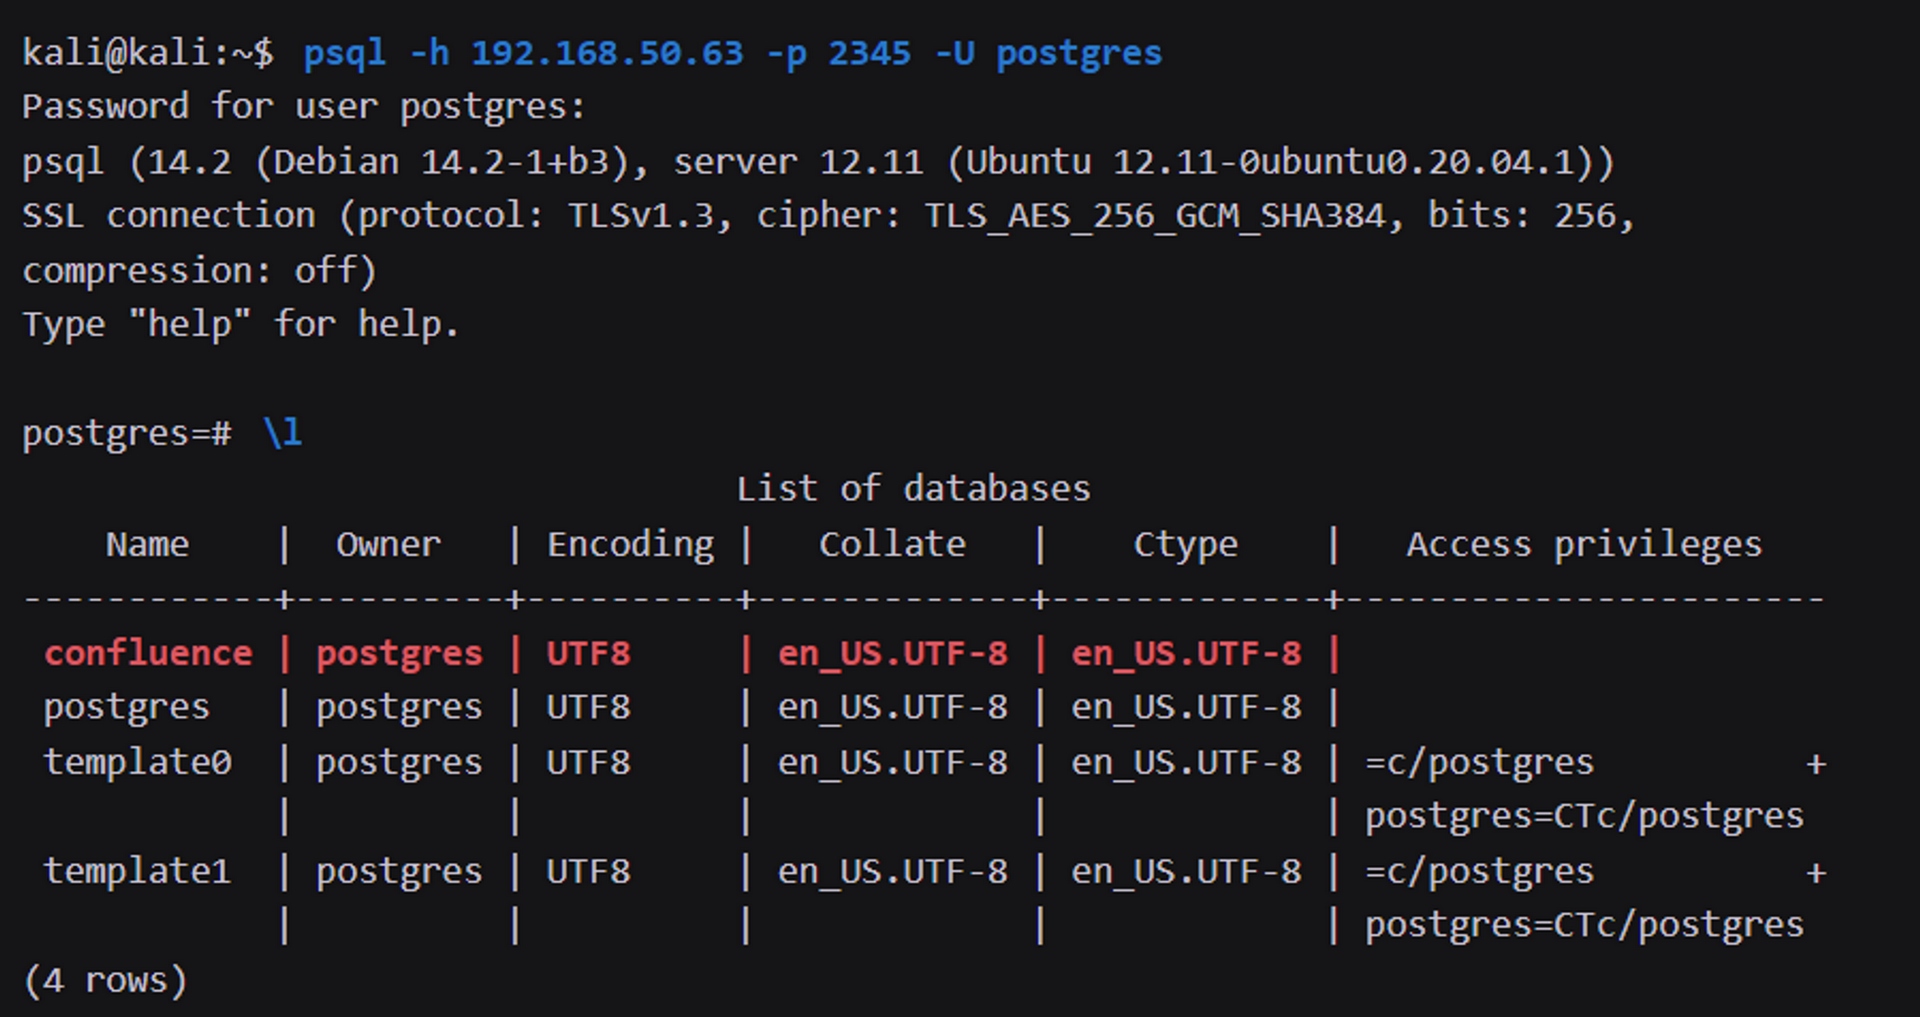 kali@kali:~$ psql -h 192.168.50.63 -p 2345 -U postgres
Password for user postgres:
psql (14.2 (Debian 14.2-1+b3), server 12.11 (Ubuntu 12.11-0ubuntu0.20.04.1))
SSL connection (protocol: TLSv1.3, cipher: TLS_AES_256_GCM_SHA384, bits: 256,
compression: off)
Type "help" for help.

postgres=# \l
                                  List of databases
    Name    |  Owner   | Encoding |   Collate   |    Ctype    |   Access privileges
------------+----------+----------+-------------+-------------+-----------------------
 confluence | postgres | UTF8     | en_US.UTF-8 | en_US.UTF-8 |
 postgres   | postgres | UTF8     | en_US.UTF-8 | en_US.UTF-8 |
 template0  | postgres | UTF8     | en_US.UTF-8 | en_US.UTF-8 | =c/postgres          +
            |          |          |             |             | postgres=CTc/postgres
 template1  | postgres | UTF8     | en_US.UTF-8 | en_US.UTF-8 | =c/postgres          +
            |          |          |             |             | postgres=CTc/postgres
(4 rows)